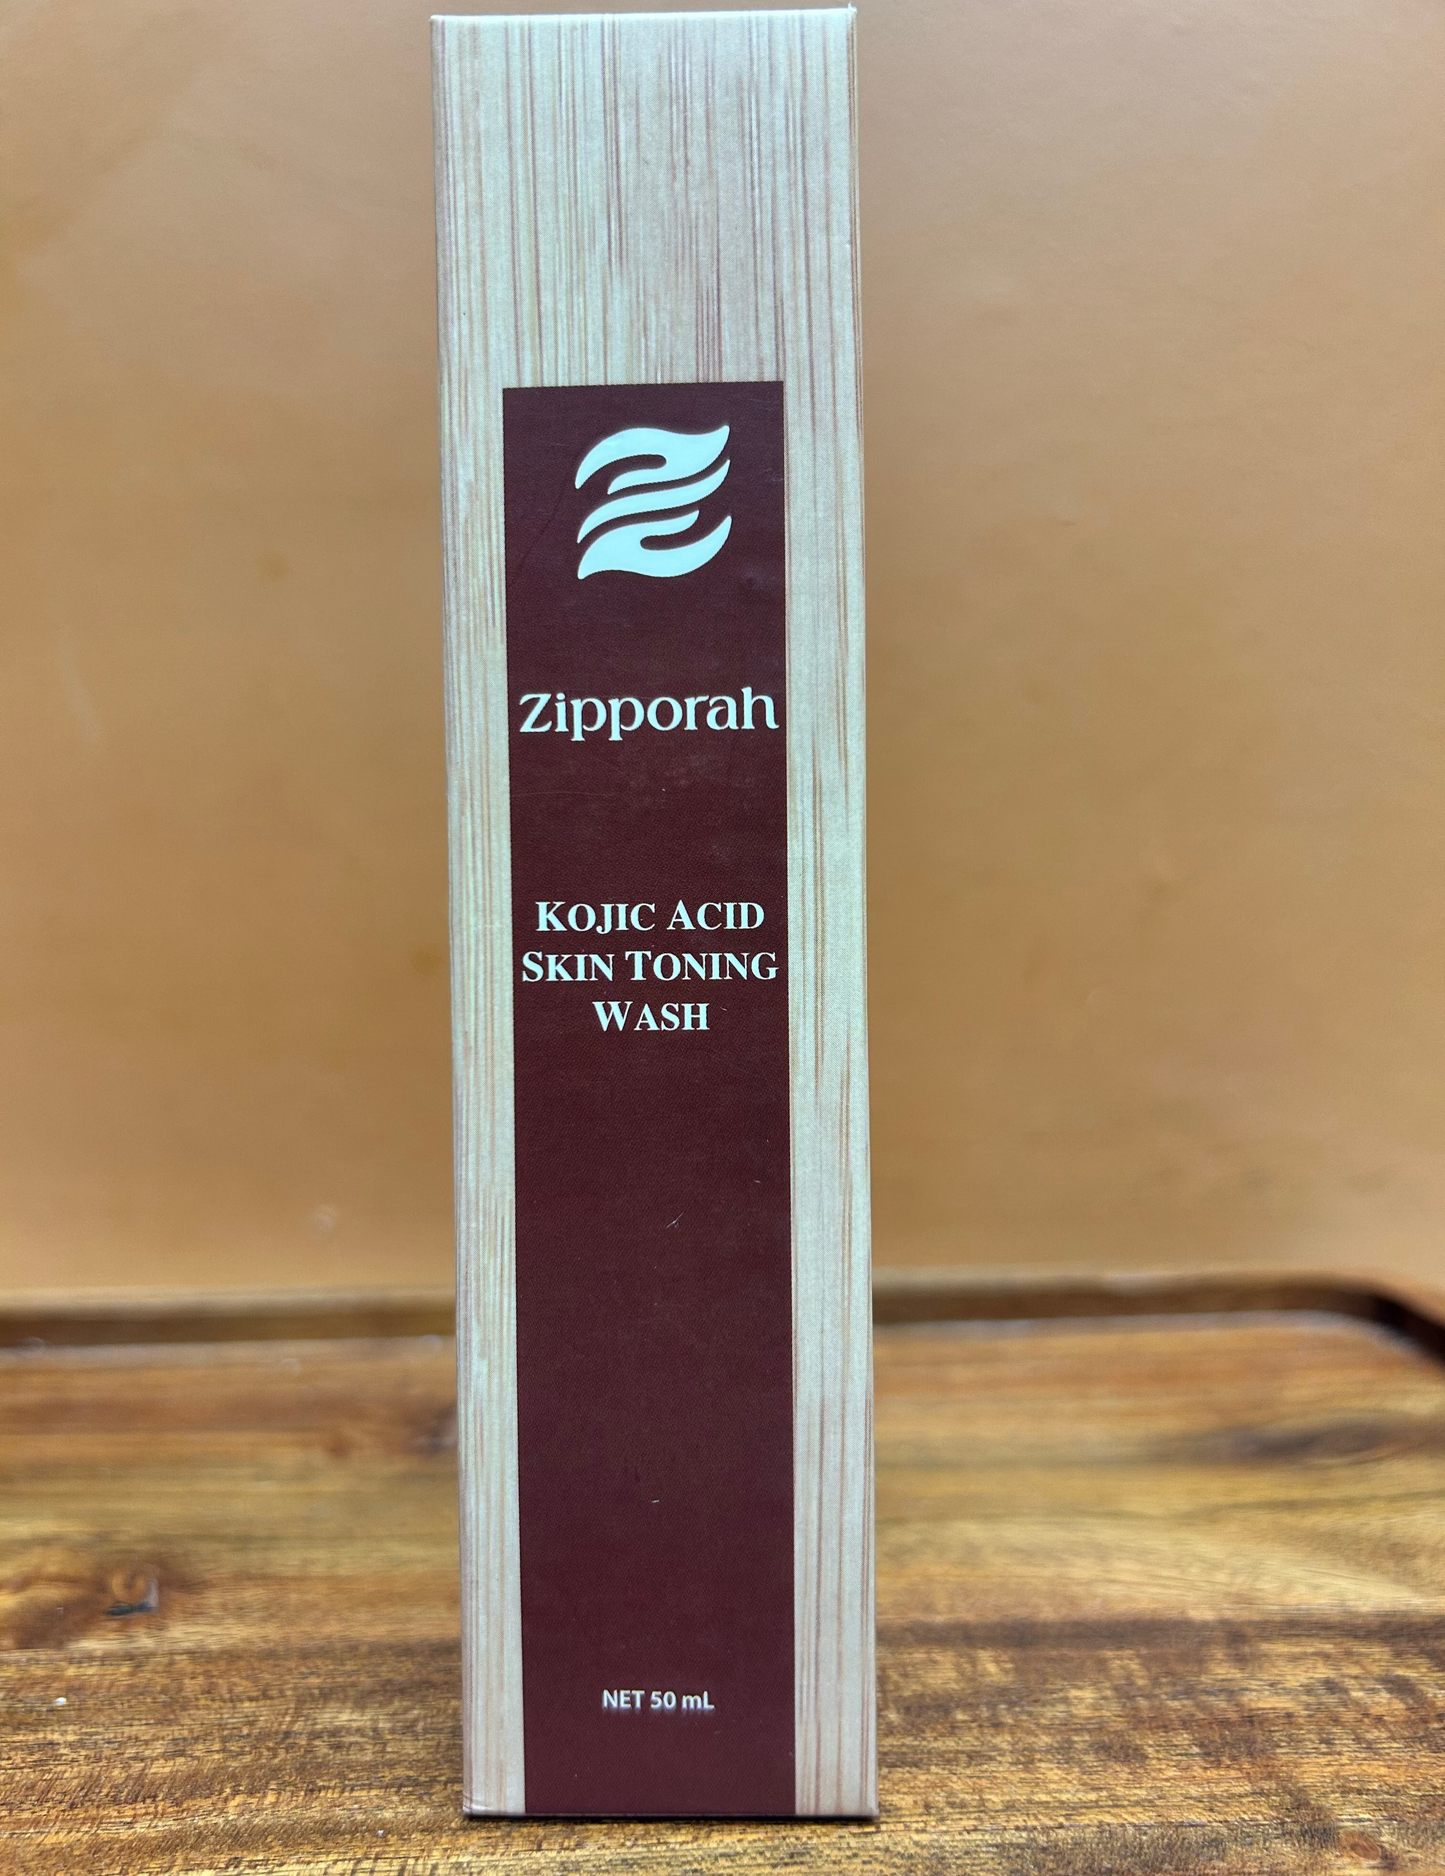 Zipporah
KOJIC ACID
SKIN TONING
WASH
NET 50 mL